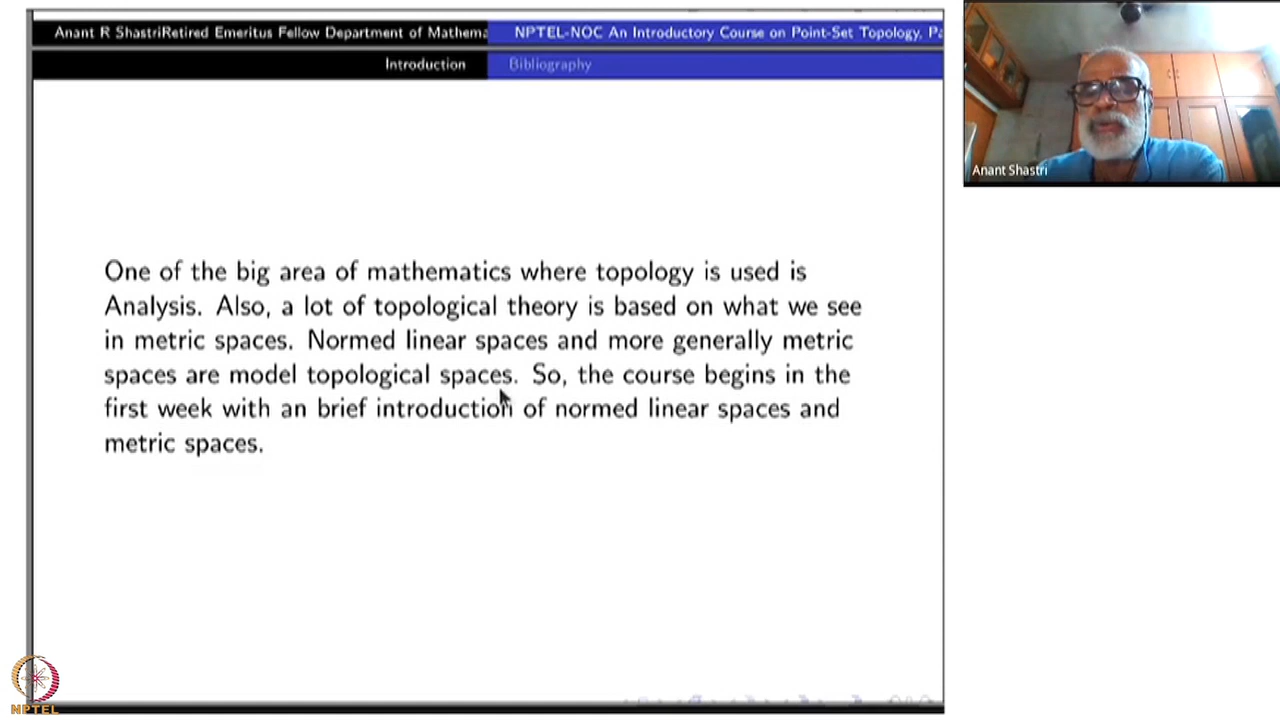 Anant R ShastriRetired Emeritus Fellow Department of Mathema
NPTEL-NOC An Introductory Course on Point-Set Topology, Pa
Introduction
Bibliography
One of the big area of mathematics where topology is used is
Analysis. Also, a lot of topological theory is based on what we see
in metric spaces. Normed linear spaces and more generally metric
spaces are model topological spaces. So, the course begins in the
first week with an brief introduction of normed linear spaces and
metric spaces.
Anant Shastri
NPTEL